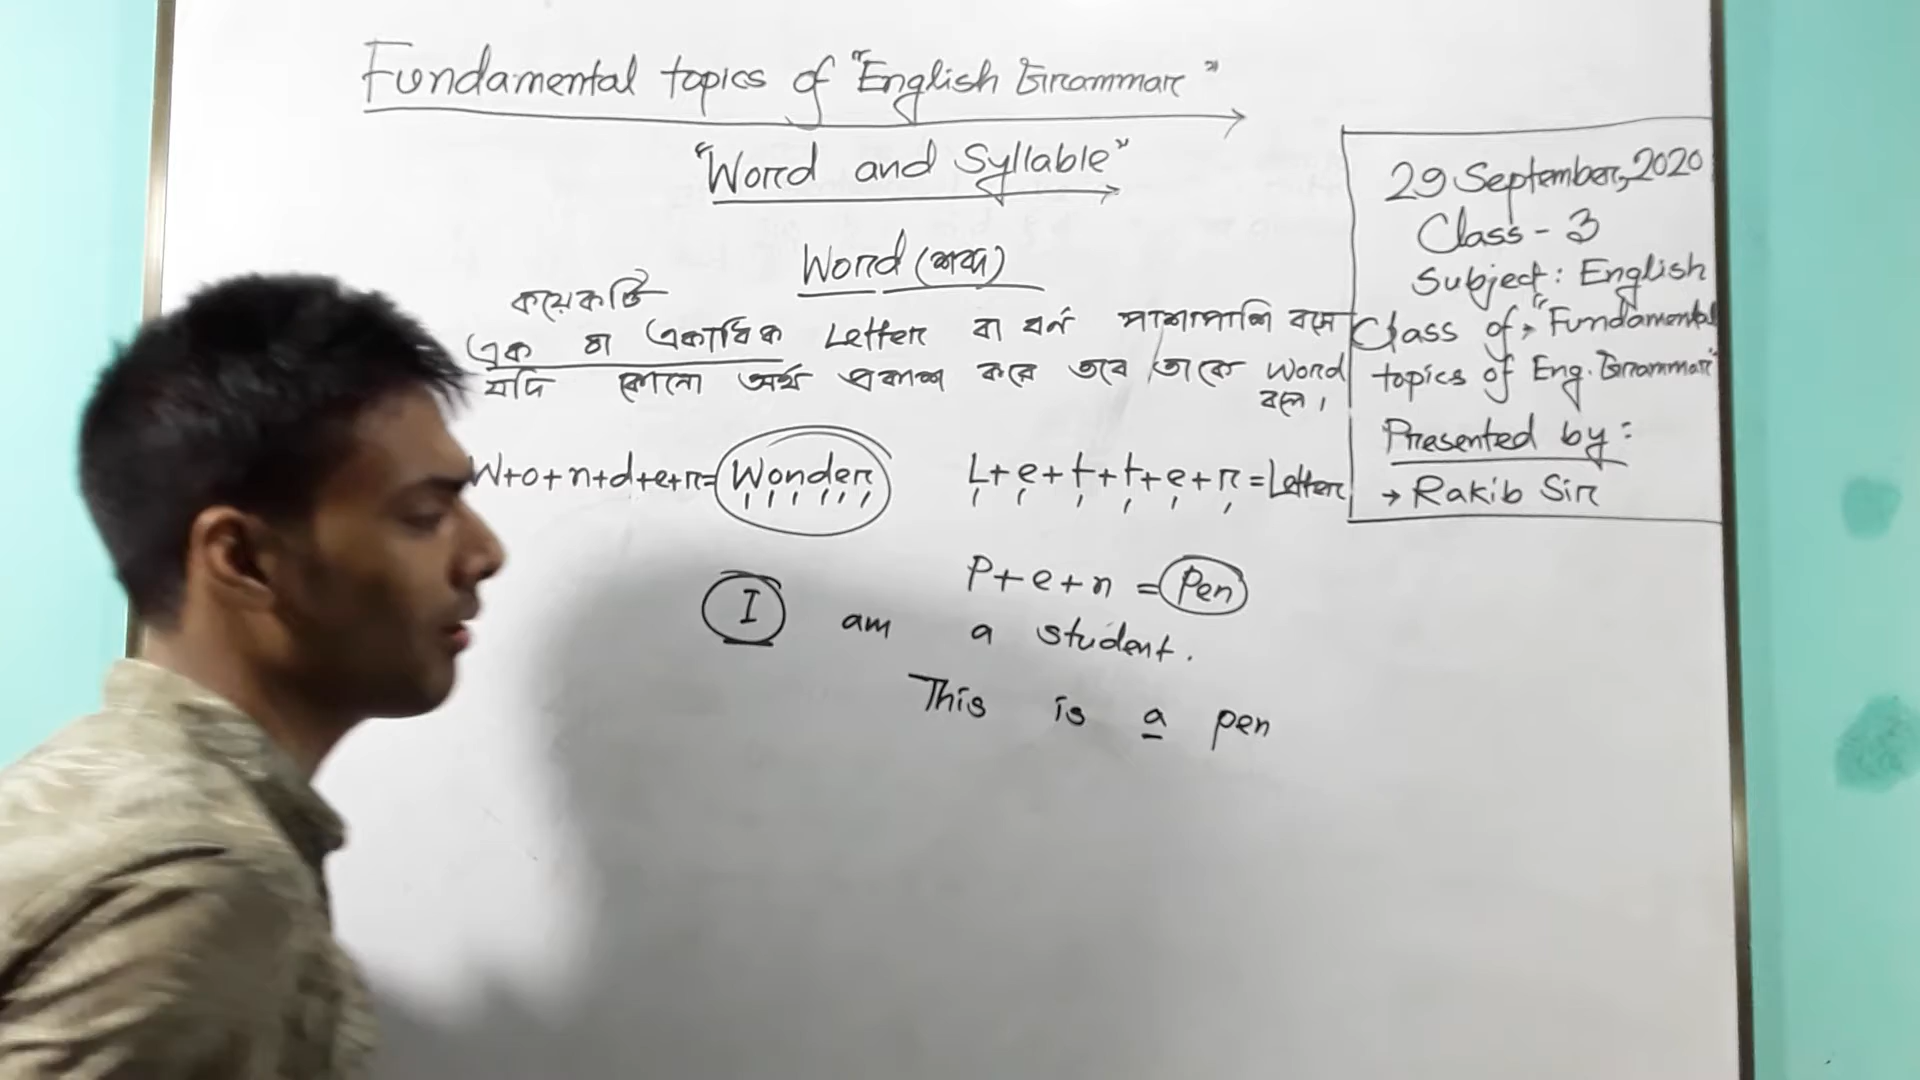 Fundamental topics of "English Grammar"
"Word and Syllable"
Word (শব্দ)
কয়েকটি
এক বা একাধিক Letter বা বর্ণ পাশাপাশি বসে
যদি কোনো অর্থ প্রকাশ করে তবে তাকে Word
বলে।
W+o+n+d+e+r=Wonder
L+e+t+t+e+r=Letter
P+e+n=Pen
I am a student.
This is a pen
29 September, 2020
Class-3
Subject: English
Class of "Fundamental
topics of Eng. Grammar"
Presented by:
→ Rakib Sir